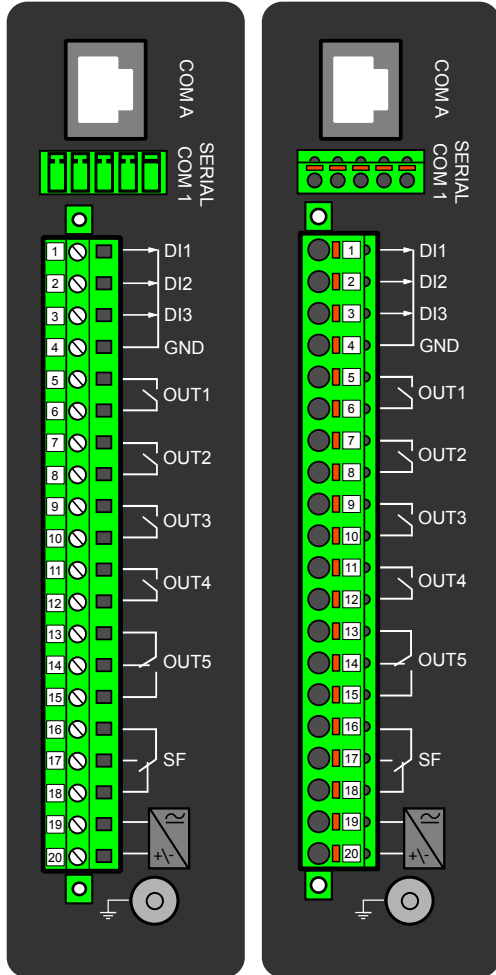 COM A
SERIAL
COM 1
1 DI1
2 DI2
3 DI3
4 GND
5
OUT1
6
7
OUT2
8
9
OUT3
10
11
OUT4
12
13
14 OUT5
15
16
17 SF
18
19
~
+/-
20
COM A
SERIAL
COM 1
1 DI1
2 DI2
3 DI3
4 GND
5
OUT1
6
7
OUT2
8
9
OUT3
10
11
OUT4
12
13
14 OUT5
15
16
17 SF
18
19
~
+/-
20